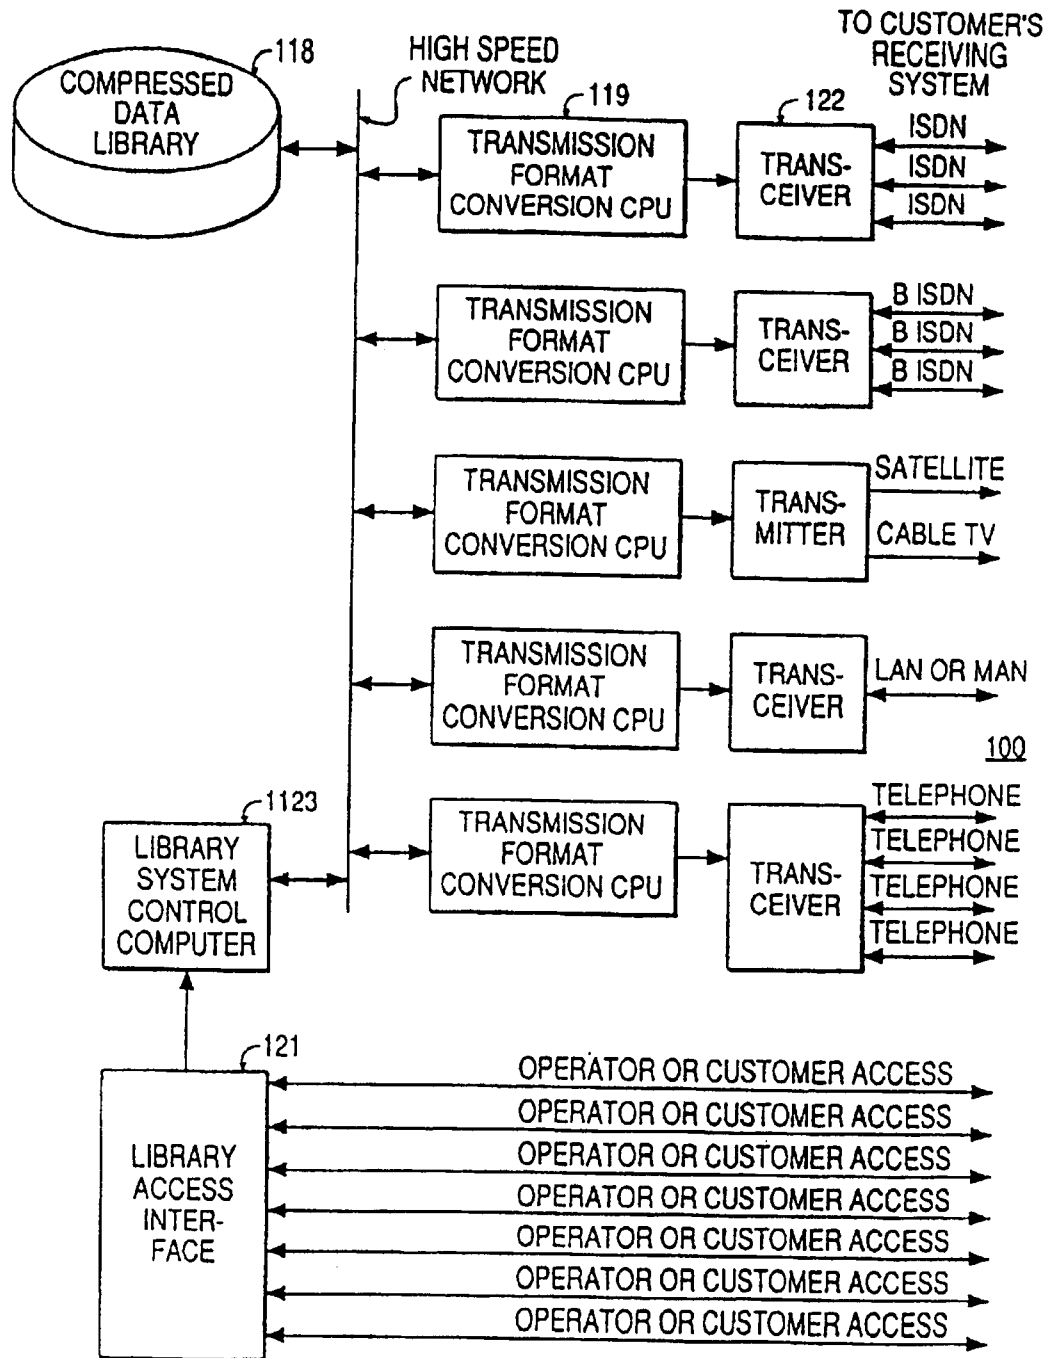 118
COMPRESSED
DATA
LIBRARY
HIGH SPEED
NETWORK
TO CUSTOMER'S
RECEIVING
SYSTEM
119
TRANSMISSION
FORMAT
CONVERSION CPU
122
TRANS-
CEIVER
ISDN
ISDN
ISDN
TRANSMISSION
FORMAT
CONVERSION CPU
TRANS-
CEIVER
B ISDN
B ISDN
B ISDN
TRANSMISSION
FORMAT
CONVERSION CPU
TRANS-
MITTER
SATELLITE
CABLE TV
TRANSMISSION
FORMAT
CONVERSION CPU
TRANS-
CEIVER
LAN OR MAN
100
1123
LIBRARY
SYSTEM
CONTROL
COMPUTER
TRANSMISSION
FORMAT
CONVERSION CPU
TRANS-
CEIVER
TELEPHONE
TELEPHONE
TELEPHONE
TELEPHONE
121
LIBRARY
ACCESS
INTER-
FACE
OPERATOR OR CUSTOMER ACCESS
OPERATOR OR CUSTOMER ACCESS
OPERATOR OR CUSTOMER ACCESS
OPERATOR OR CUSTOMER ACCESS
OPERATOR OR CUSTOMER ACCESS
OPERATOR OR CUSTOMER ACCESS
OPERATOR OR CUSTOMER ACCESS